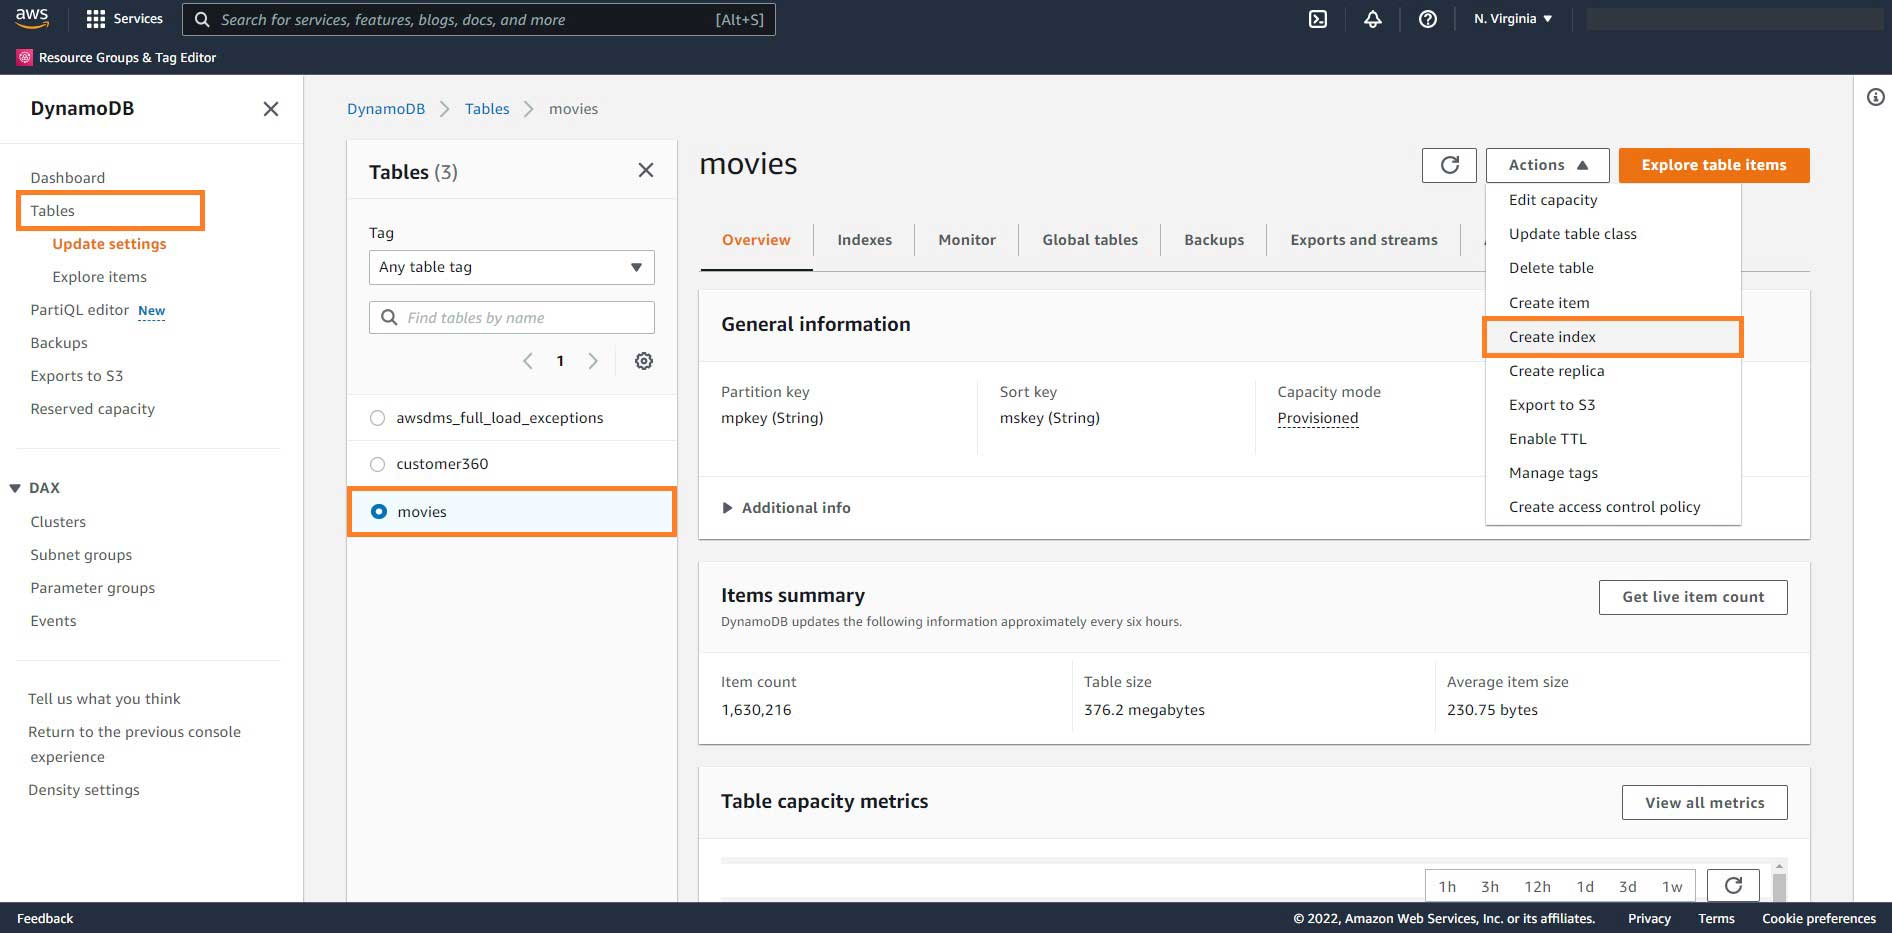 aws
Services
Search for services, features, blogs, docs, and more
[Alt+S]
N. Virginia
Resource Groups & Tag Editor
DynamoDB
Dashboard
Tables
Update settings
Explore items
PartiQL editor New
Backups
Exports to S3
Reserved capacity
DAX
Clusters
Subnet groups
Parameter groups
Events
Tell us what you think
Return to the previous console
experience
Density settings
DynamoDB
Tables
movies
Tables (3)
Tag
Any table tag
Find tables by name
1
awsdms_full_load_exceptions
customer360
movies
movies
Actions
Explore table items
Edit capacity
Update table class
Delete table
Create item
Create index
Create replica
Export to S3
Enable TTL
Manage tags
Create access control policy
Overview
Indexes
Monitor
Global tables
Backups
Exports and streams
General information
Partition key
mpkey (String)
Sort key
mskey (String)
Capacity mode
Provisioned
Additional info
Items summary
DynamoDB updates the following information approximately every six hours.
Get live item count
Item count
1,630,216
Table size
376.2 megabytes
Average item size
230.75 bytes
Table capacity metrics
View all metrics
1h 3h 12h 1d 3d 1w
Feedback
© 2022, Amazon Web Services, Inc. or its affiliates.
Privacy
Terms
Cookie preferences